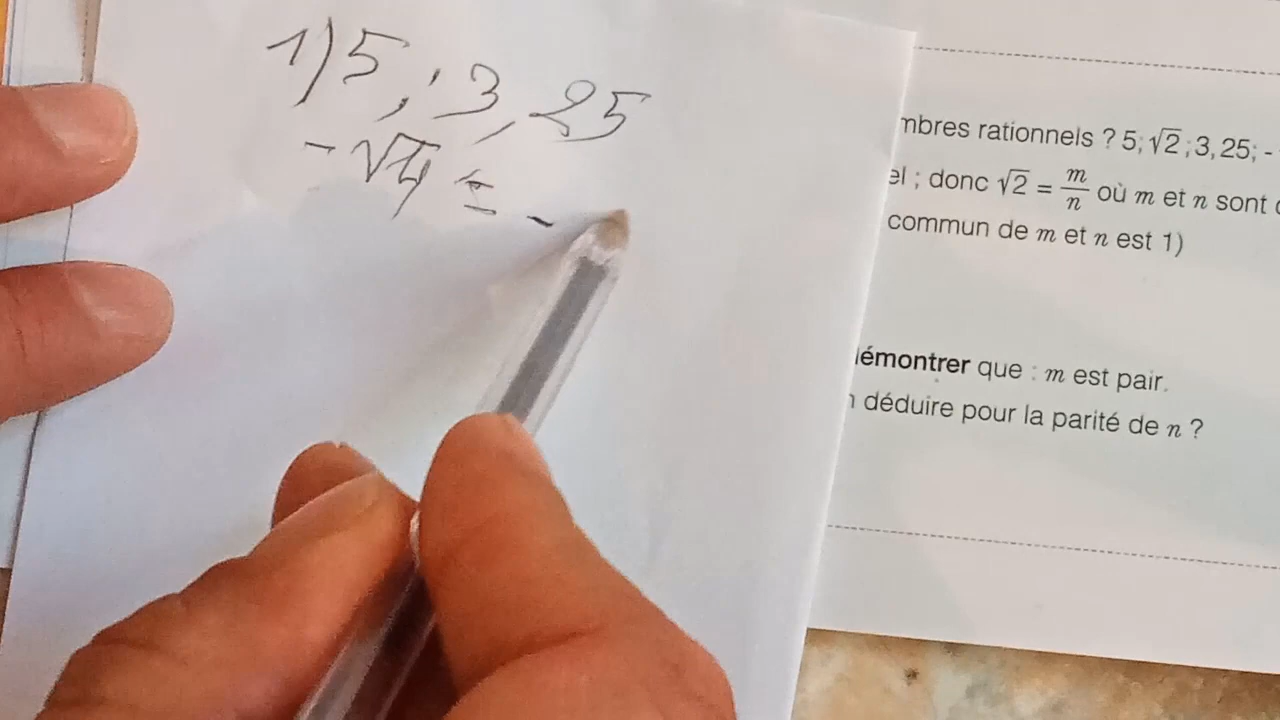 1) 5 ; 3,25
-√4 = -
mbres rationnels ? 5; √2 ; 3, 25; -
el ; donc √2 = m/n où m et n sont
commun de m et n est 1)
émontrer que : m est pair.
déduire pour la parité de n ?